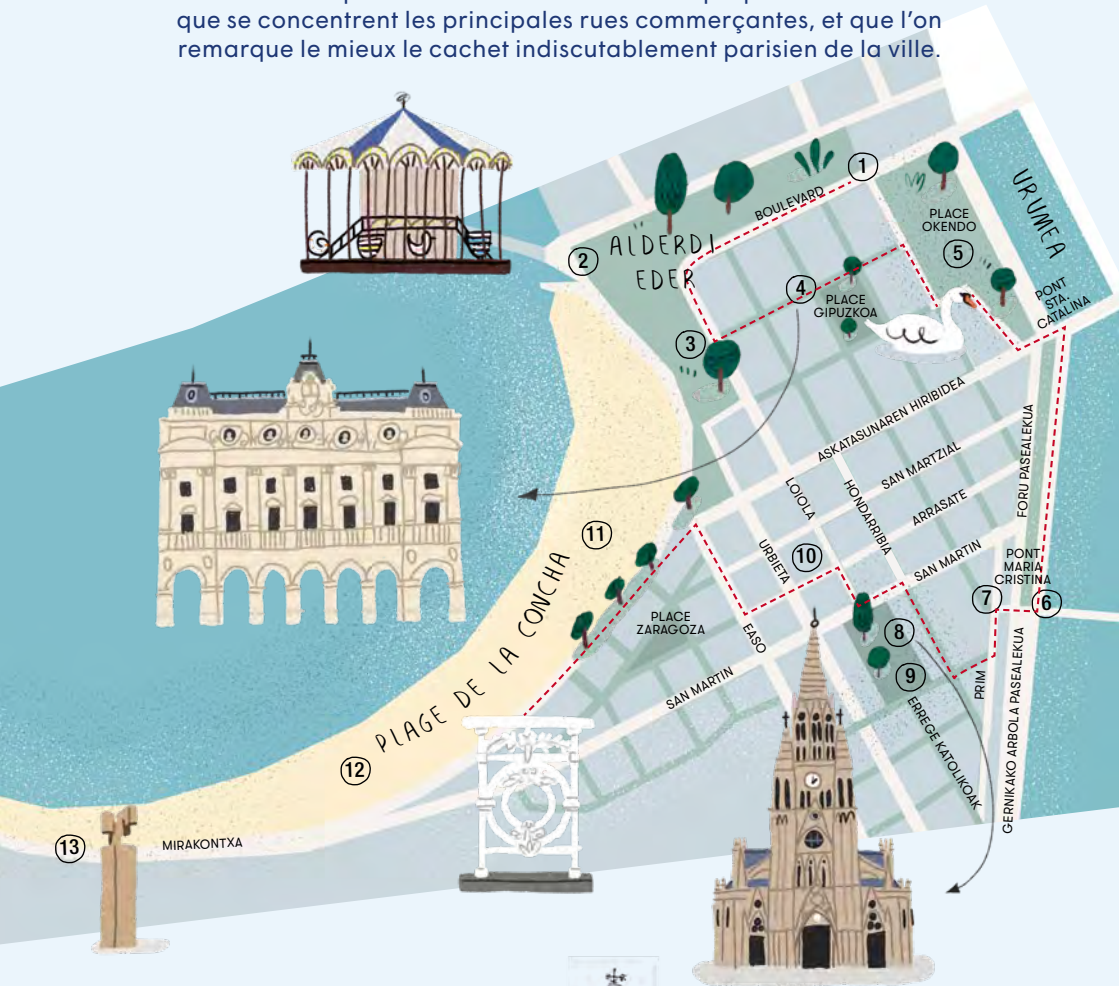 que se concentrent les principales rues commerçantes, et que l’on
remarque le mieux le cachet indiscutablement parisien de la ville.
1
BOULEVARD
URUMEA
PLACE
OKENDO
5
2
ALDERDI
EDER
4
PLACE
GIPUZKOA
PONT
STA.
CATALINA
3
ASKATASUNAREN HIRIBIDEA
SAN MARTZIAL
FORU PASEALEKUA
LOIOLA
HONDARRIBIA
ARRASATE
11
URBIETA
10
SAN MARTIN
PONT
MARIA
CRISTINA
7
6
PLACE
ZARAGOZA
EASO
8
9
SAN MARTIN
PRIM
ERREGE KATOLIKOAK
GERNIKAKO ARBOLA PASEALEKUA
PLAGE DE LA CONCHA
12
13
MIRAKONTXA